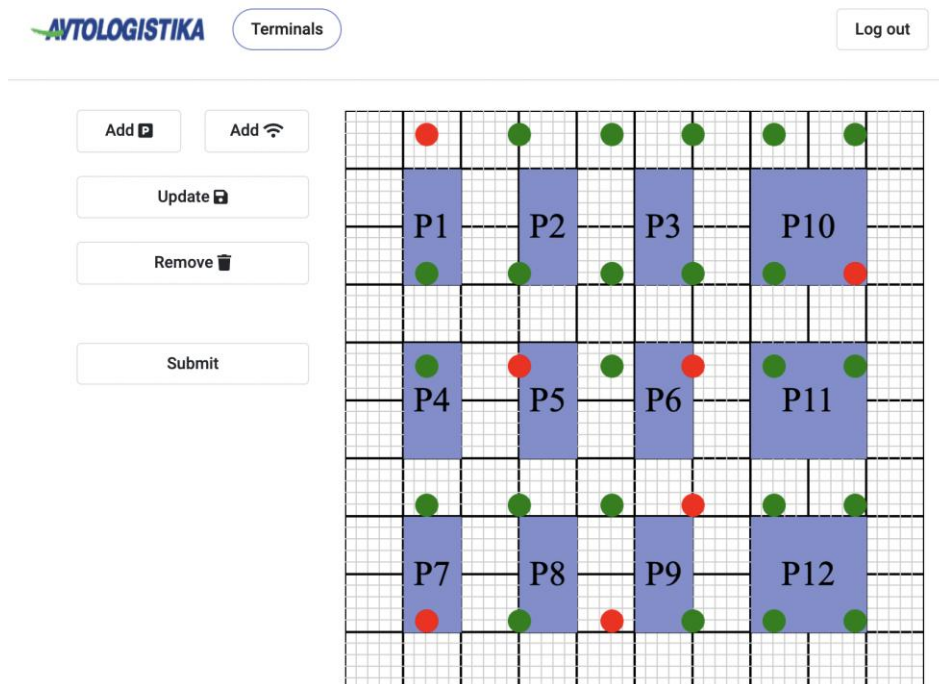 AVTOLOGISTIKA Terminals Log out
Add P Add
Update
Remove
Submit
P1 P2 P3 P10
P4 P5 P6 P11
P7 P8 P9 P12